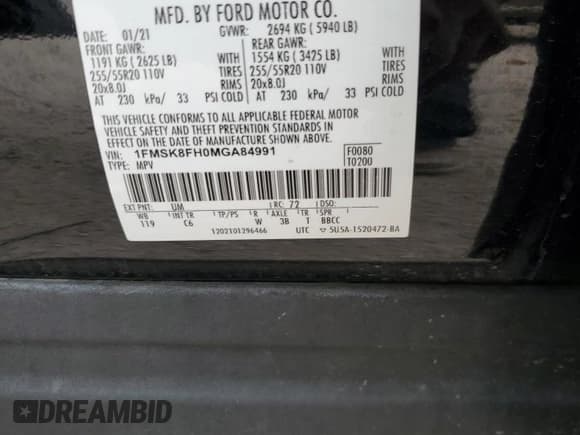 MFD. BY FORD MOTOR CO.
DATE: 01/21 GVWR: 2694 KG ( 5940 LB)
FRONT GAWR: REAR GAWR:
1191 KG ( 2625 LB) WITH 1554 KG ( 3425 LB) WITH
255/55R20 110V TIRES 255/55R20 110V TIRES
20x8.0J RIMS 20x8.0J RIMS
AT 230 kPa/ 33 PSI COLD AT 230 kPa/ 33 PSI COLD
THIS VEHICLE CONFORMS TO ALL APPLICABLE FEDERAL MOTOR
VEHICLE SAFETY AND THEFT PREVENTION STANDARDS IN
EFFECT ON THE DATE OF MANUFACTURE SHOWN ABOVE.
VIN: 1FMSK8FH0MGA84991 F0080
TYPE: MPV T0200
EXT PNT: UM RC: 72
WB INT TR TP/PS R AXLE TR SPR
119 C6 W 3B T BBCC
1202101296466 UTC 5U5A-1520472-BA
DREAMBID